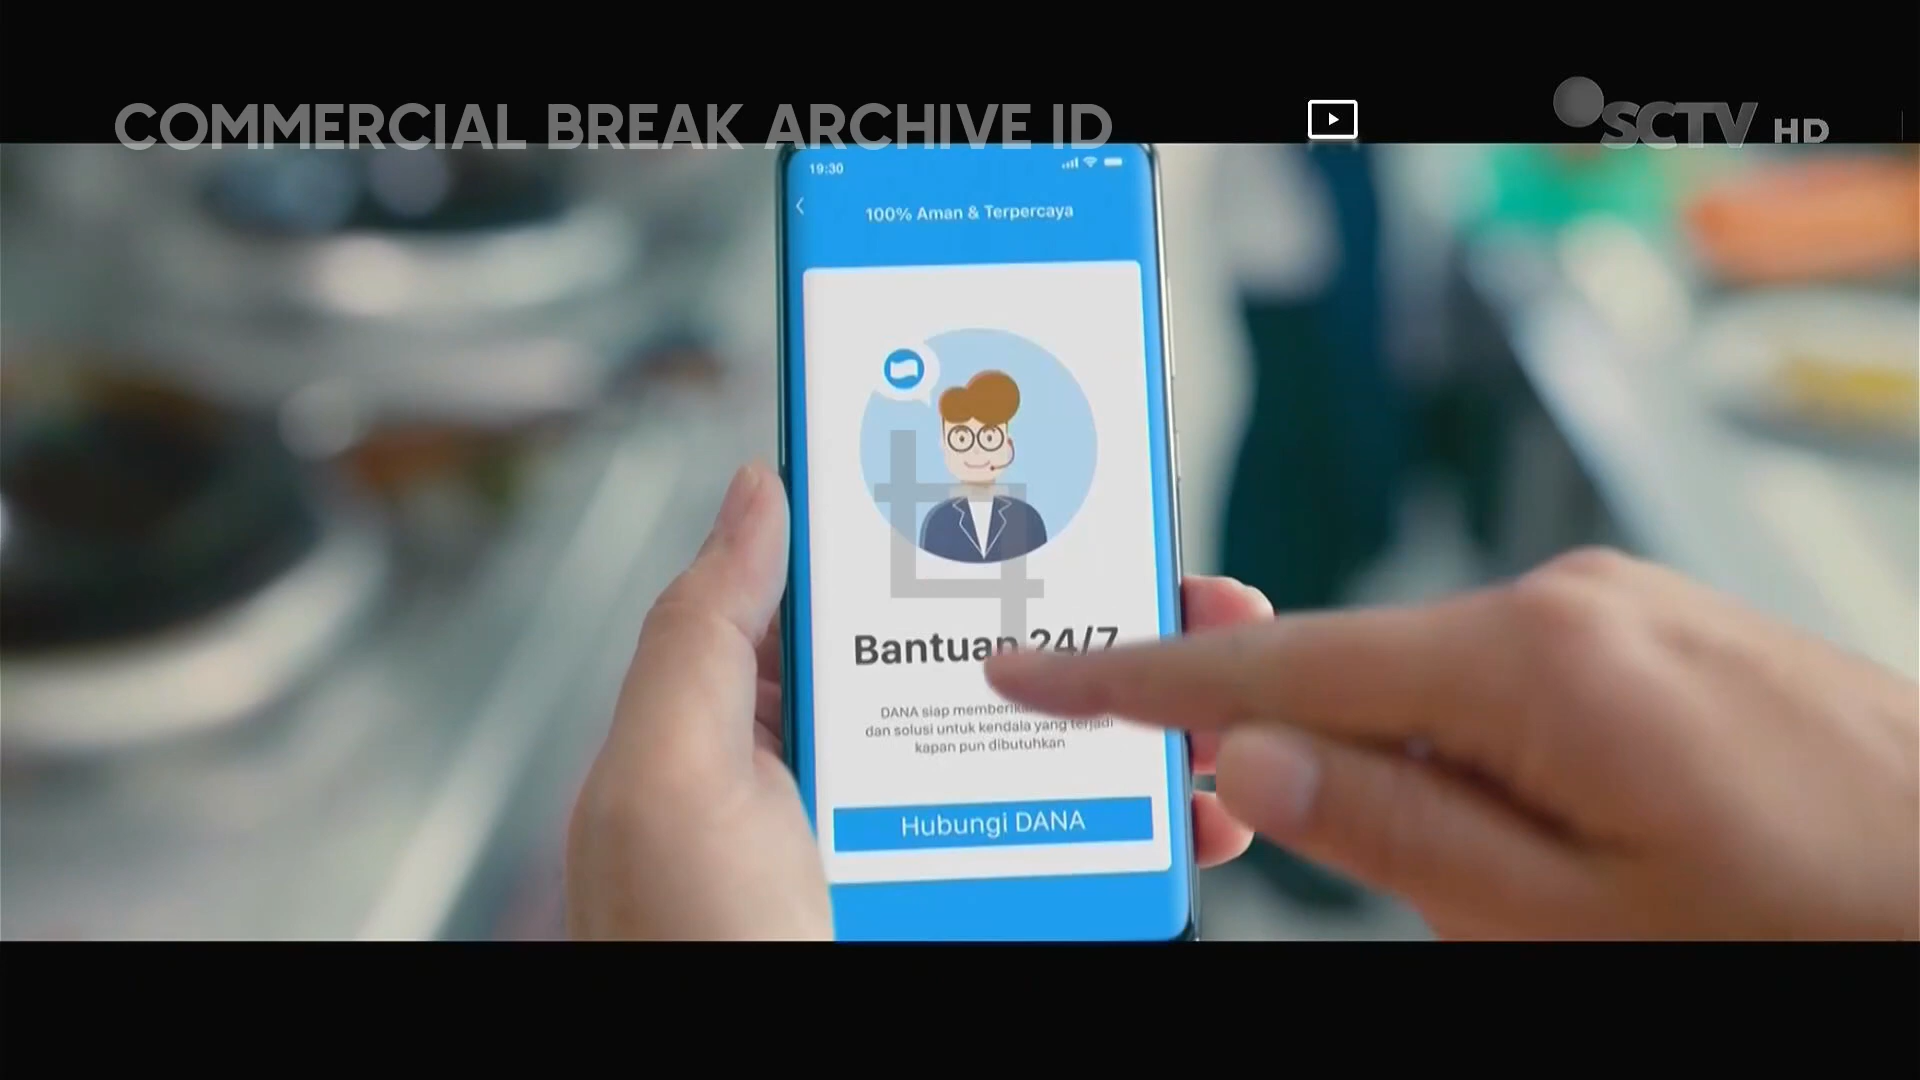 COMMERCIAL BREAK ARCHIVE ID
SCTV HD
19:30
100% Aman & Terpercaya
Bantuan 24/7
DANA siap
dan solusi untuk kendala yang terjadi
kapan pun dibutuhkan
Hubungi DANA